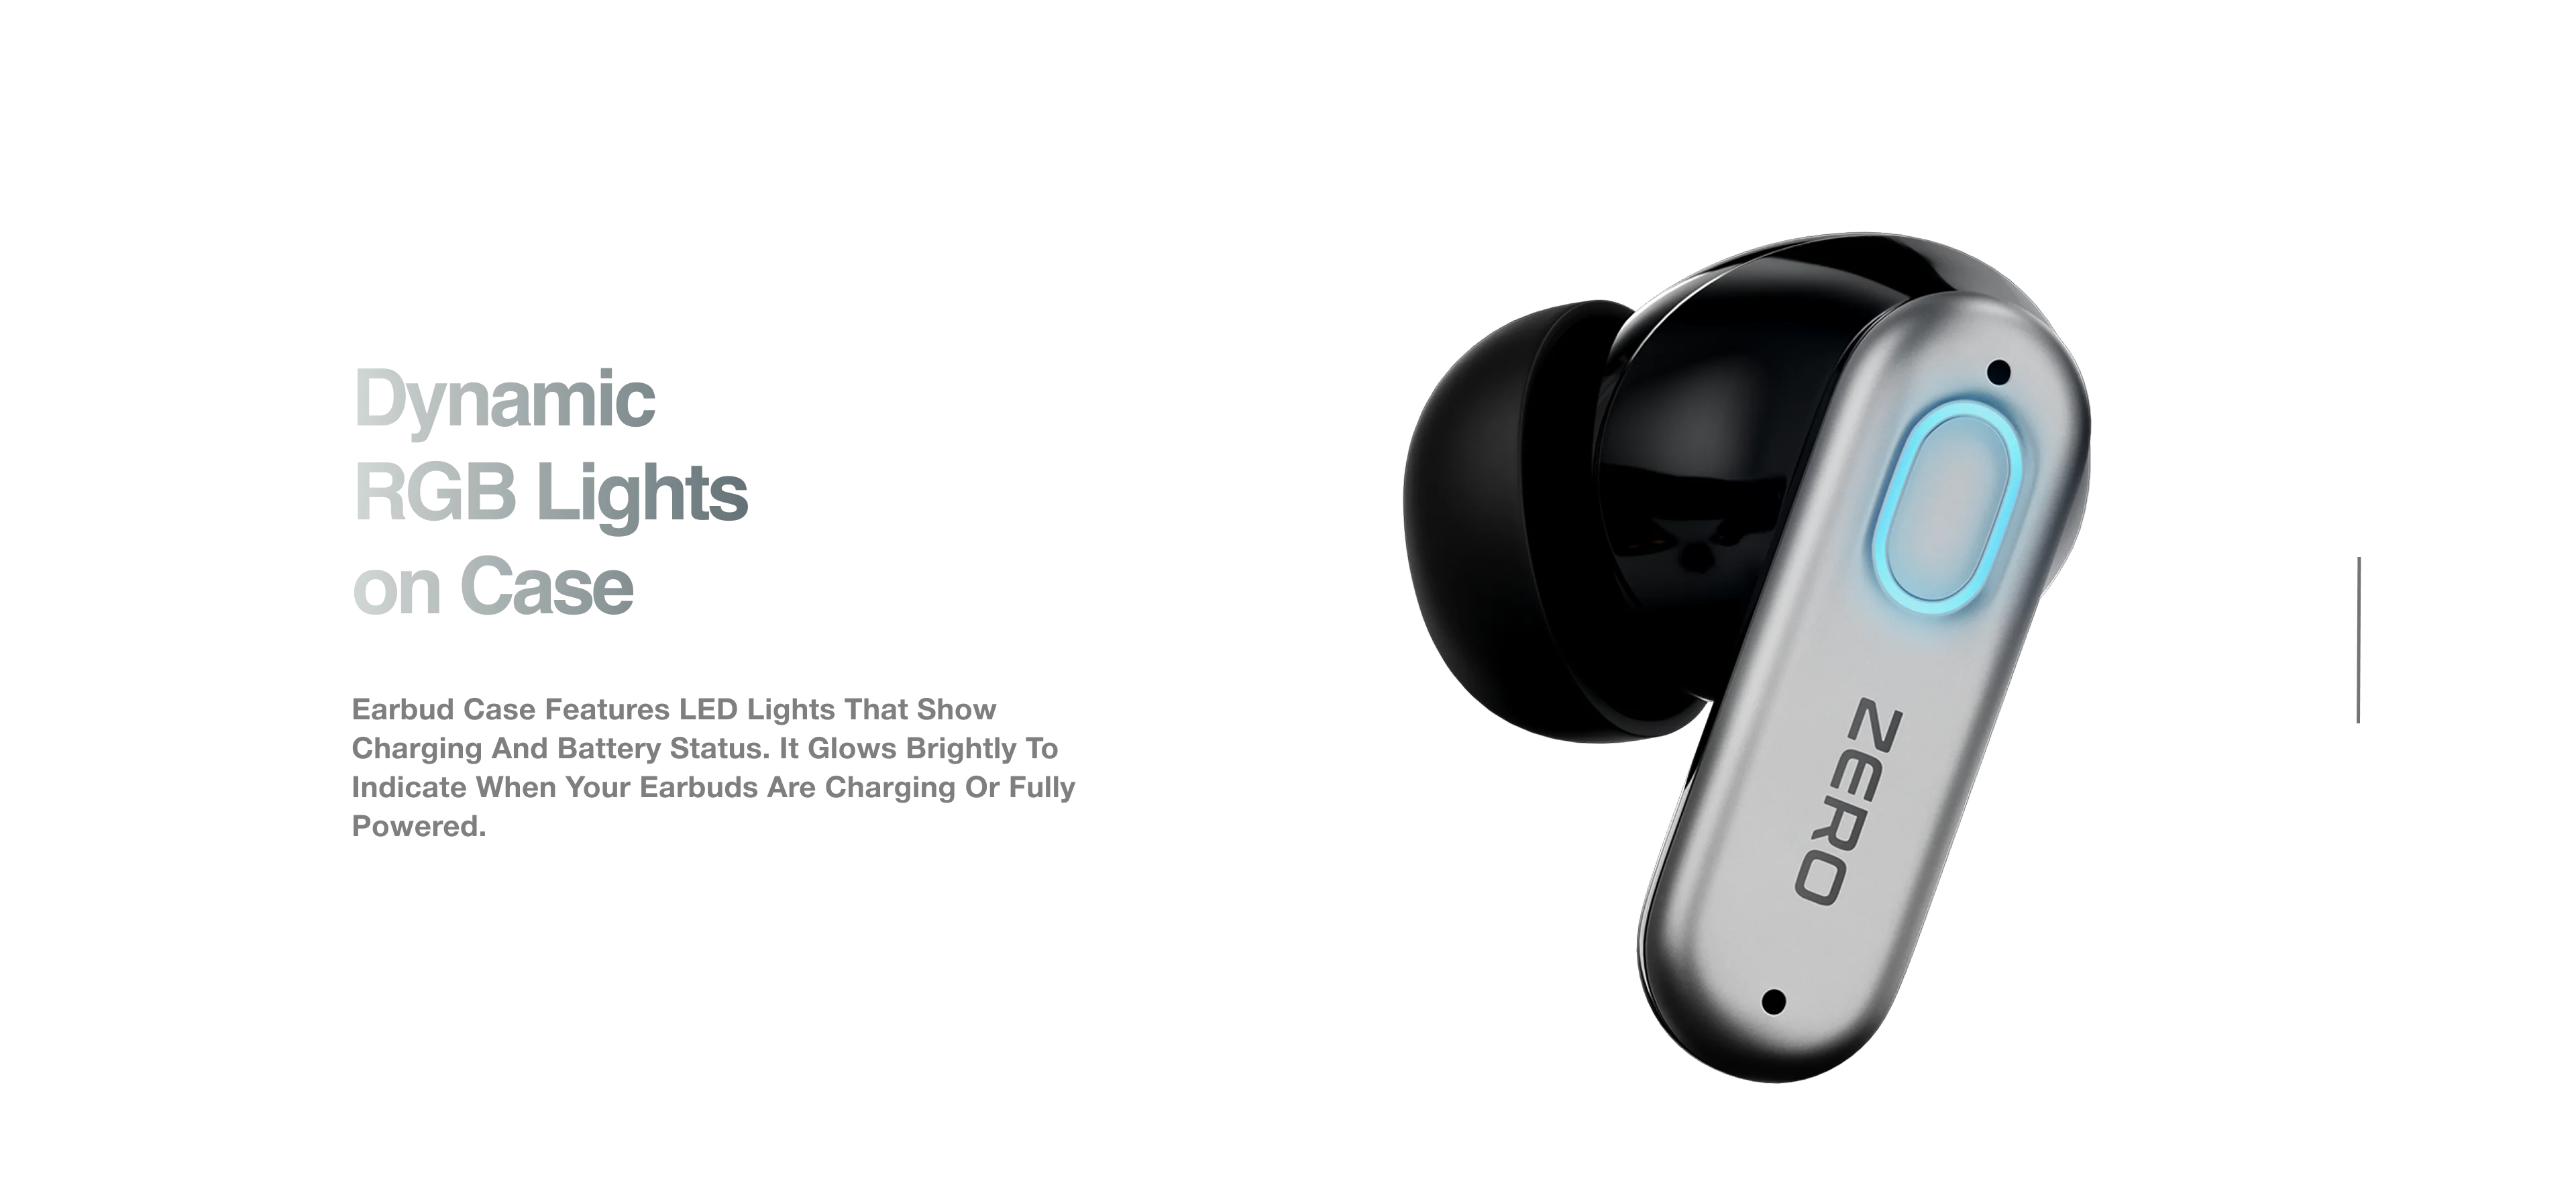 Dynamic
RGB Lights
on Case
Earbud Case Features LED Lights That Show
Charging And Battery Status. It Glows Brightly To
Indicate When Your Earbuds Are Charging Or Fully
Powered.
ZERO